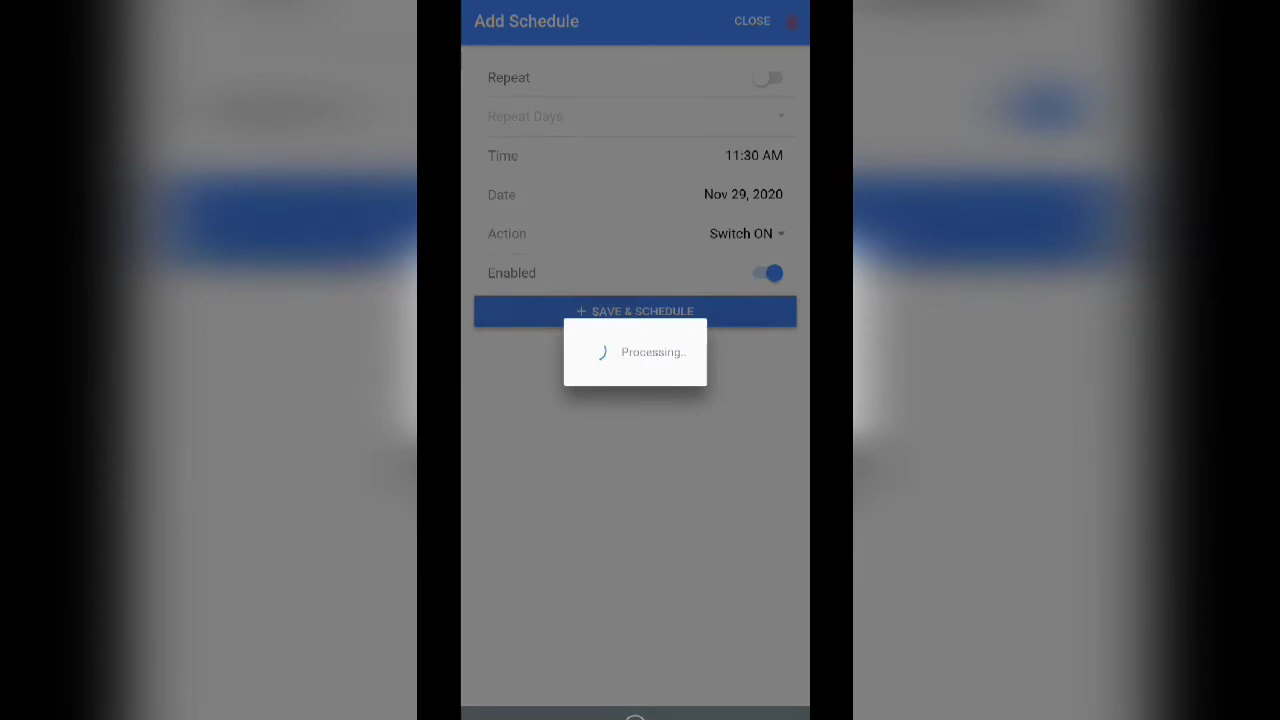 Add Schedule CLOSE
Repeat
Repeat Days
Time 11:30 AM
Date Nov 29, 2020
Action Switch ON
Enabled
+ SAVE & SCHEDULE
Processing..